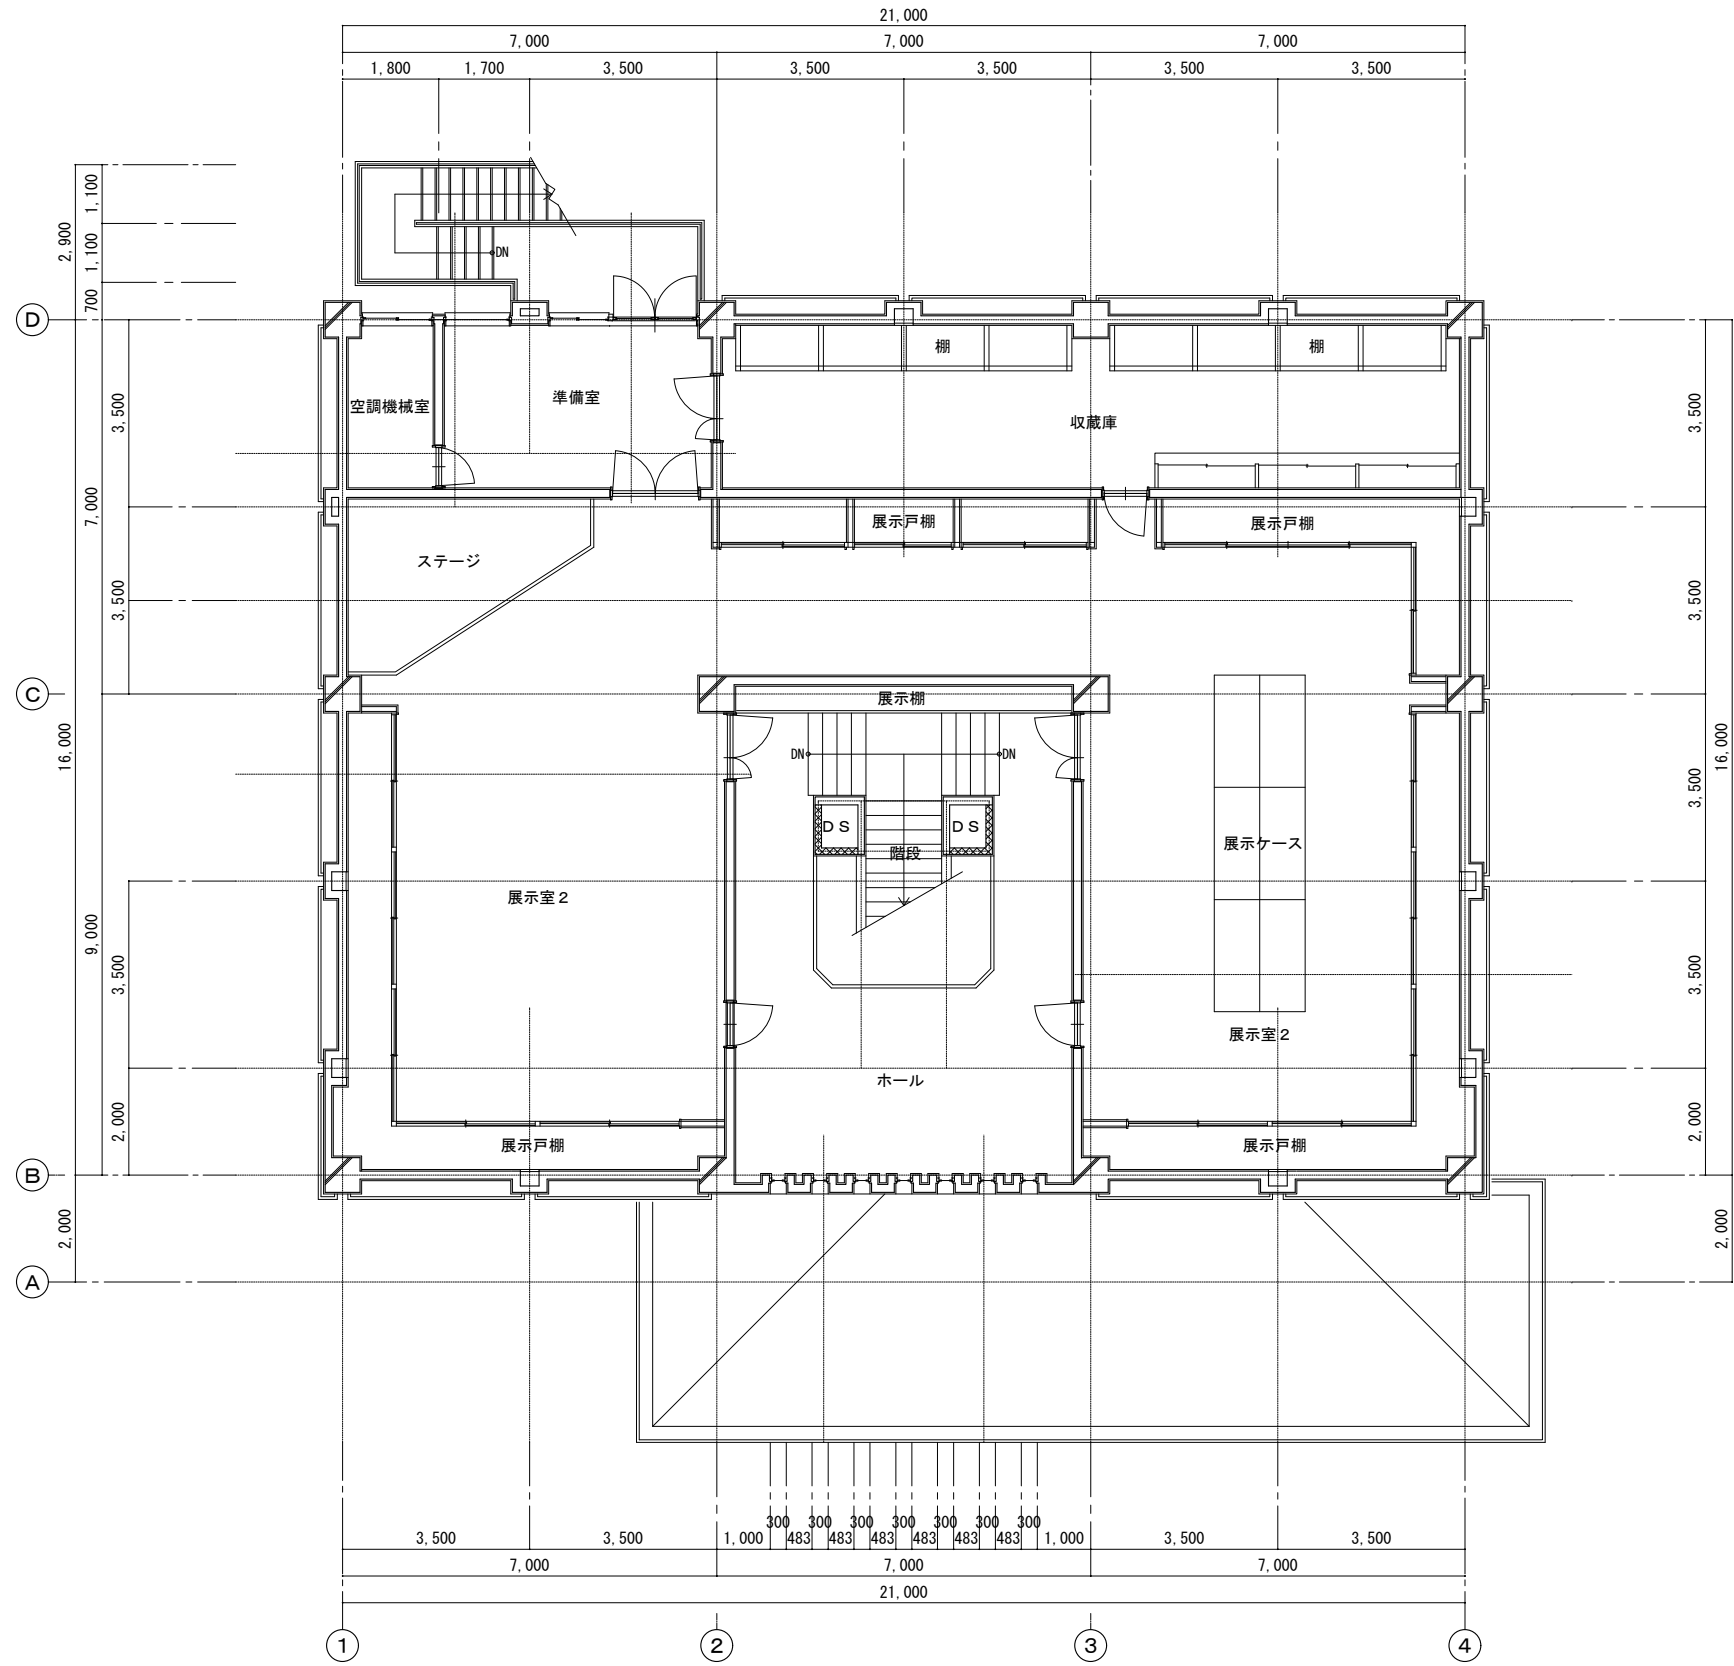 21,000
7,000 7,000 7,000
1,800 1,700 3,500 3,500 3,500 3,500 3,500
1,100
2,900
1,100
DN
700
D
棚 棚
3,500
空調機械室 準備室
収蔵庫
3,500
7,000
展示戸棚 展示戸棚
ステージ
3,500
3,500
C
展示棚
16,000
DN DN
16,000
3,500
DS DS
階段
展示ケース
展示室2
9,000
3,500
3,500
展示室2
ホール
2,000
2,000
展示戸棚 展示戸棚
B
2,000
2,000
A
300 300 300 300 300 300 300
3,500 3,500 1,000 483 483 483 483 483 483 1,000 3,500 3,500
7,000 7,000 7,000
21,000
1 2 3 4